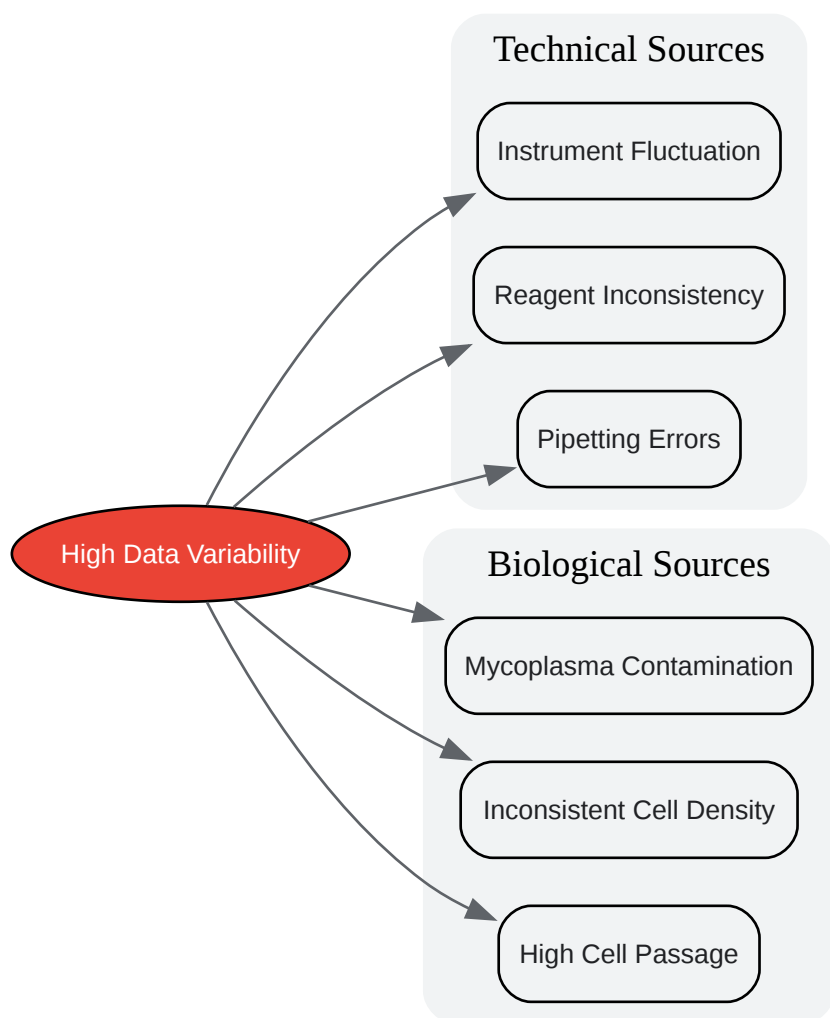 Technical Sources
Instrument Fluctuation
Reagent Inconsistency
Pipetting Errors
High Data Variability
Biological Sources
Mycoplasma Contamination
Inconsistent Cell Density
High Cell Passage